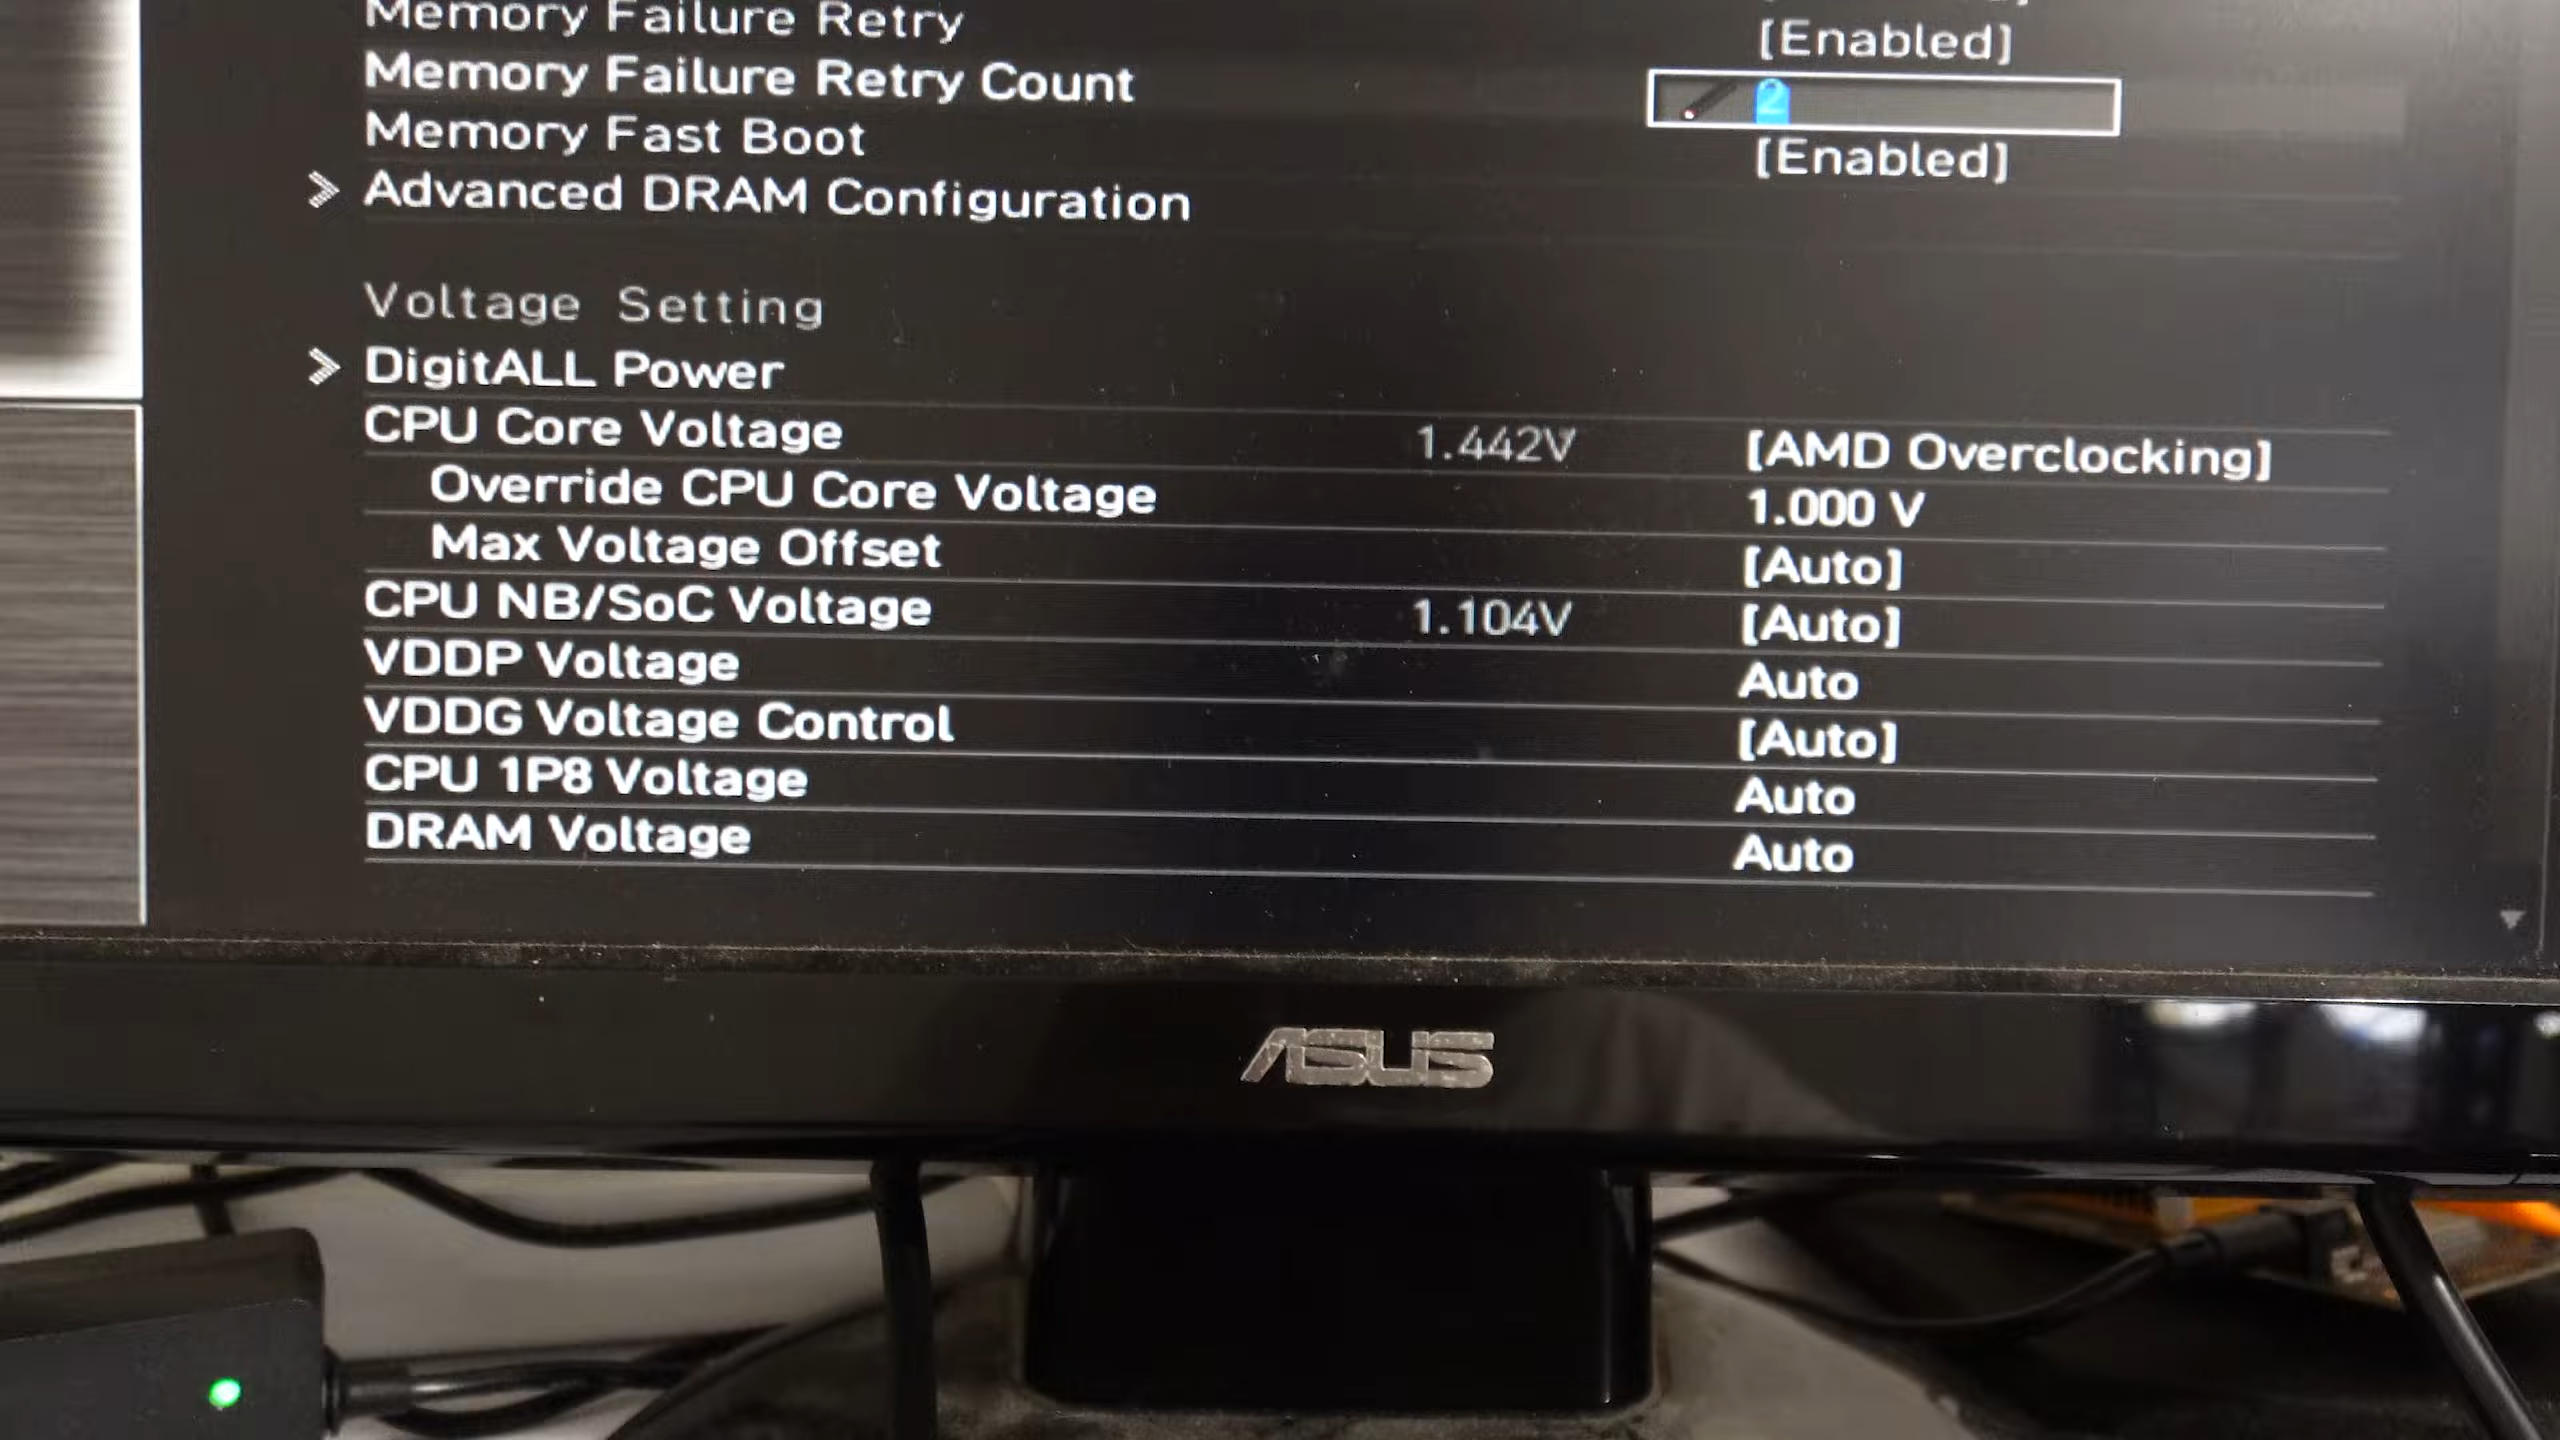 Memory Failure Retry [Enabled]
Memory Failure Retry Count 2
Memory Fast Boot [Enabled]
Advanced DRAM Configuration
Voltage Setting
DigitALL Power
CPU Core Voltage 1.442V [AMD Overclocking]
Override CPU Core Voltage 1.000 V
Max Voltage Offset [Auto]
CPU NB/SoC Voltage 1.104V [Auto]
VDDP Voltage Auto
VDDG Voltage Control [Auto]
CPU 1P8 Voltage Auto
DRAM Voltage Auto
ASUS